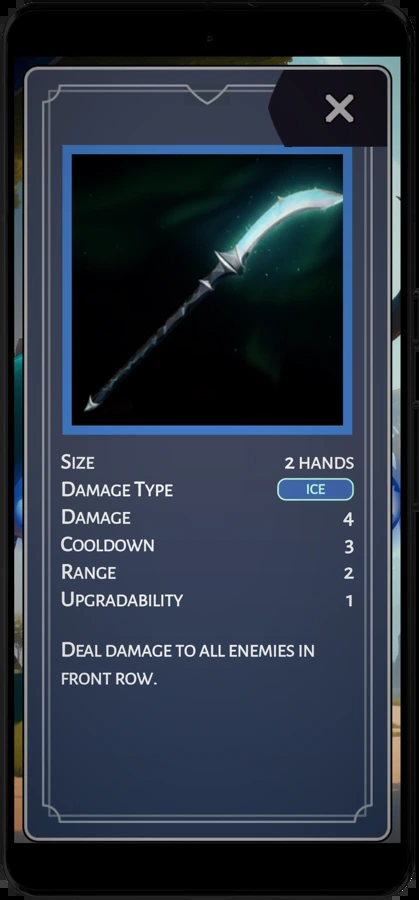 Size 2 HANDS
Damage Type ICE
Damage 4
Cooldown 3
Range 2
Upgradability 1
Deal damage to all enemies in
front row.